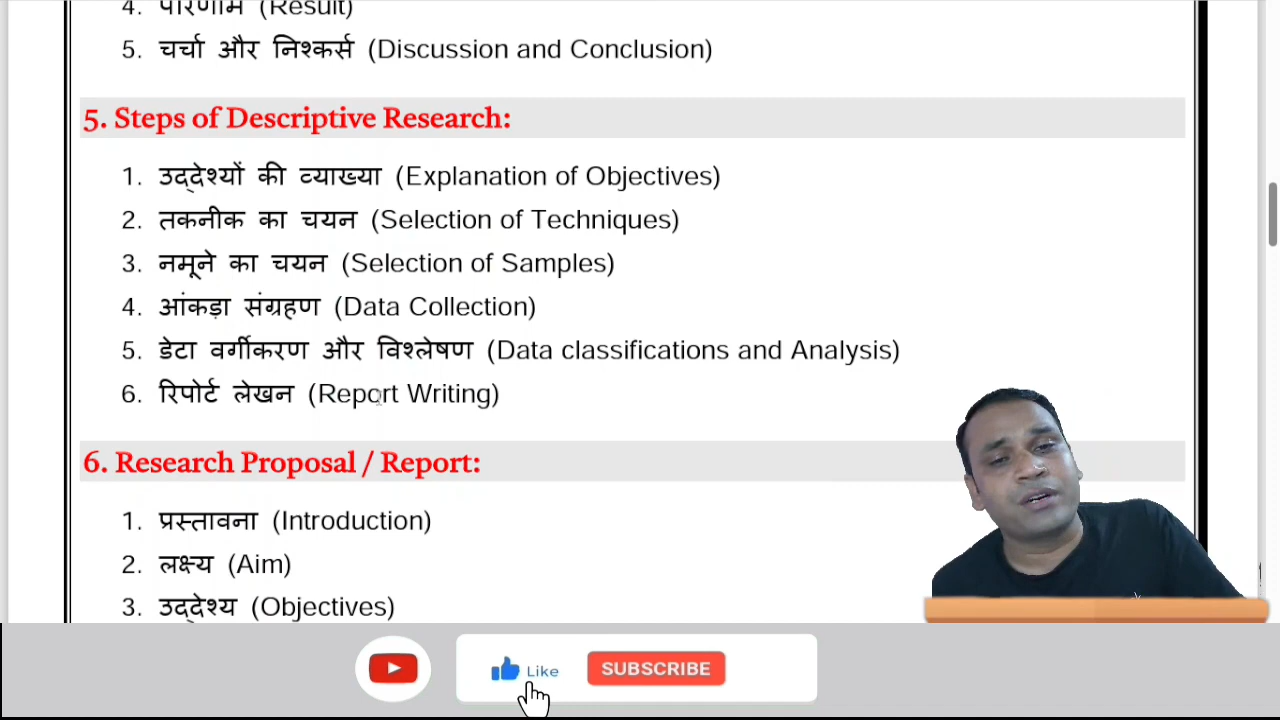 4. परिणाम (Result)
5. चर्चा और निश्कर्स (Discussion and Conclusion)
5. Steps of Descriptive Research:
1. उद्देश्यों की व्याख्या (Explanation of Objectives)
2. तकनीक का चयन (Selection of Techniques)
3. नमूने का चयन (Selection of Samples)
4. आंकड़ा संग्रहण (Data Collection)
5. डेटा वर्गीकरण और विश्लेषण (Data classifications and Analysis)
6. रिपोर्ट लेखन (Report Writing)
6. Research Proposal / Report:
1. प्रस्तावना (Introduction)
2. लक्ष्य (Aim)
3. उद्देश्य (Objectives)
Like SUBSCRIBE